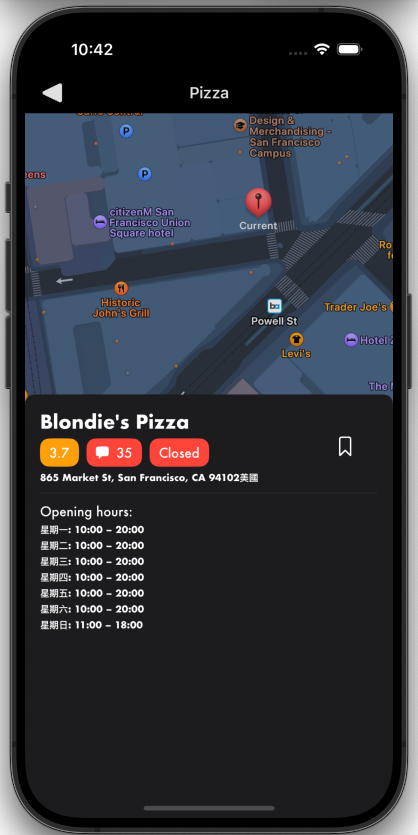 10:42
Pizza
Design &
Merchandising -
San Francisco
Campus
P
P
citizenM San
Francisco Union
Square hotel
Current
Historic
John's Grill
Powell St
Trader Joe's
Levi's
Hotel
The
Blondie's Pizza
3.7
35
Closed
865 Market St, San Francisco, CA 94102美國
Opening hours:
星期一: 10:00 – 20:00
星期二: 10:00 – 20:00
星期三: 10:00 – 20:00
星期四: 10:00 – 20:00
星期五: 10:00 – 20:00
星期六: 10:00 – 20:00
星期日: 11:00 – 18:00